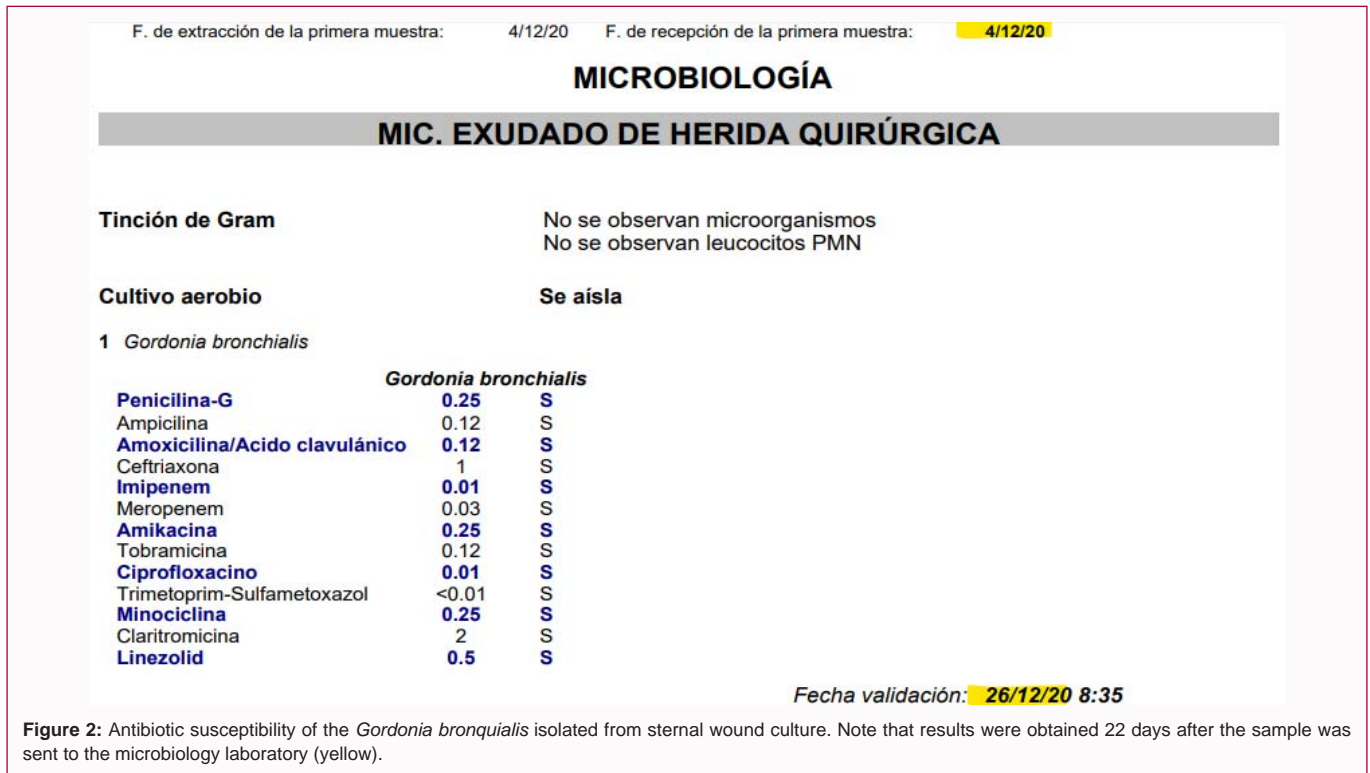 F. de extracción de la primera muestra: 4/12/20 F. de recepción de la primera muestra: 4/12/20
MICROBIOLOGÍA
MIC. EXUDADO DE HERIDA QUIRÚRGICA
Tinción de Gram No se observan microorganismos
No se observan leucocitos PMN
Cultivo aerobio Se aísla
1 Gordonia bronchialis
Gordonia bronchialis
Penicilina-G 0.25 S
Ampicilina 0.12 S
Amoxicilina/Acido clavulánico 0.12 S
Ceftriaxona 1 S
Imipenem 0.01 S
Meropenem 0.03 S
Amikacina 0.25 S
Tobramicina 0.12 S
Ciprofloxacino 0.01 S
Trimetoprim-Sulfametoxazol <0.01 S
Minociclina 0.25 S
Claritromicina 2 S
Linezolid 0.5 S
Fecha validación: 26/12/20 8:35
Figure 2: Antibiotic susceptibility of the Gordonia bronquialis isolated from sternal wound culture. Note that results were obtained 22 days after the sample was
sent to the microbiology laboratory (yellow).